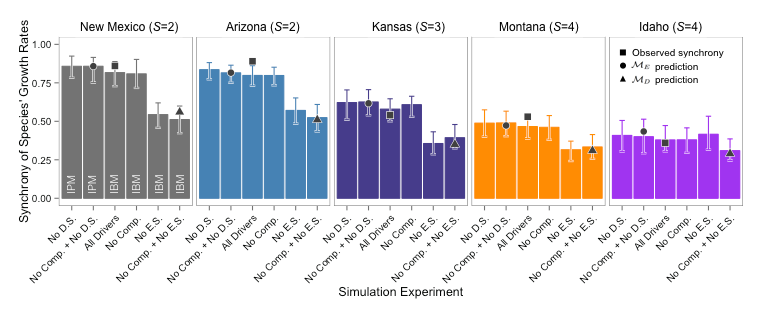 New Mexico (S=2)
Arizona (S=2)
Kansas (S=3)
Montana (S=4)
Idaho (S=4)
Synchrony of Species' Growth Rates
1.00
0.75
0.50
0.25
0.00
IPM
IPM
IBM
IBM
IBM
IBM
Observed synchrony
ℳE prediction
ℳD prediction
No D.S.
No Comp. + No D.S.
All Drivers
No Comp.
No E.S.
No Comp. + No E.S.
No D.S.
No Comp. + No D.S.
All Drivers
No Comp.
No E.S.
No Comp. + No E.S.
No D.S.
No Comp. + No D.S.
All Drivers
No Comp.
No E.S.
No Comp. + No E.S.
No D.S.
No Comp. + No D.S.
All Drivers
No Comp.
No E.S.
No Comp. + No E.S.
No D.S.
No Comp. + No D.S.
All Drivers
No Comp.
No E.S.
No Comp. + No E.S.
Simulation Experiment